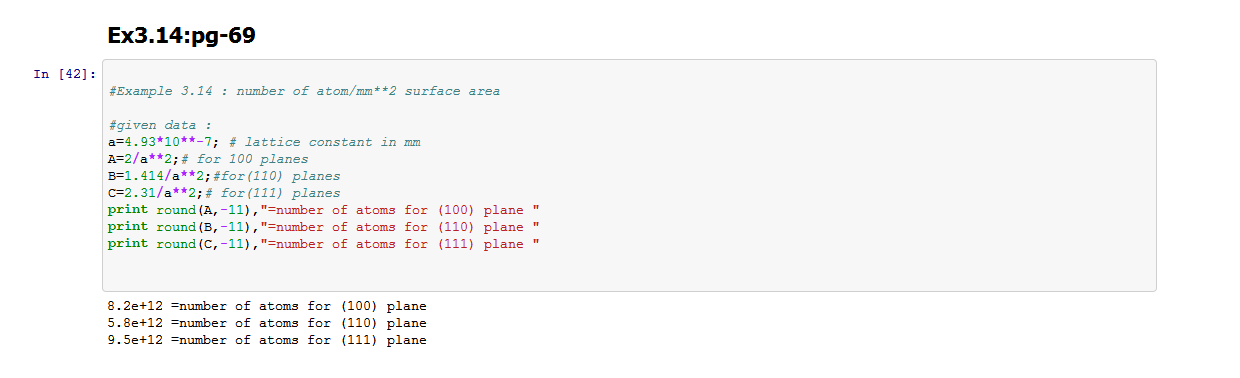 Ex3.14:pg-69
In [42]:
#Example 3.14 : number of atom/mm**2 surface area
#given data :
a=4.93*10**-7; # lattice constant in mm
A=2/a**2;# for 100 planes
B=1.414/a**2;#for(110) planes
C=2.31/a**2;# for(111) planes
print round(A,-11),"=number of atoms for (100) plane "
print round(B,-11),"=number of atoms for (110) plane "
print round(C,-11),"=number of atoms for (111) plane "
8.2e+12 =number of atoms for (100) plane
5.8e+12 =number of atoms for (110) plane
9.5e+12 =number of atoms for (111) plane